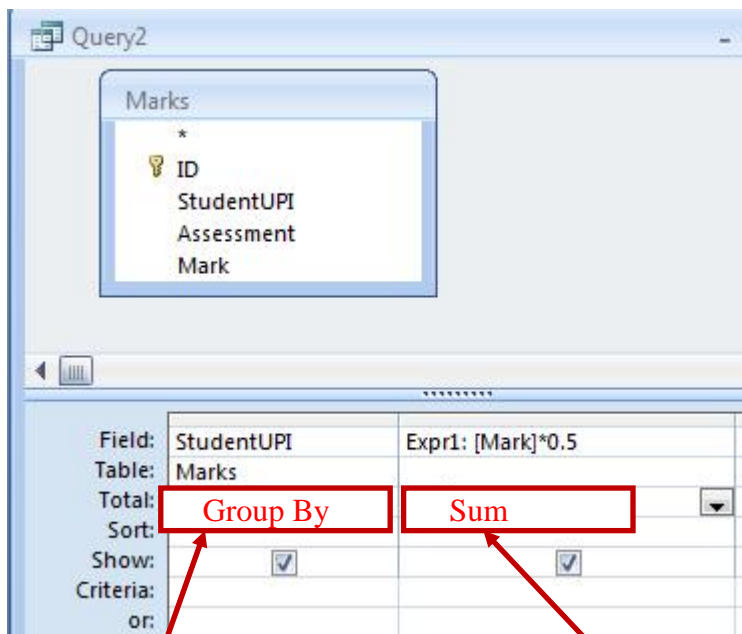 Query2
Marks
*
ID
StudentUPI
Assessment
Mark
Field: StudentUPI Expr1: [Mark]*0.5
Table: Marks
Total: Group By Sum
Sort:
Show:
Criteria:
or: